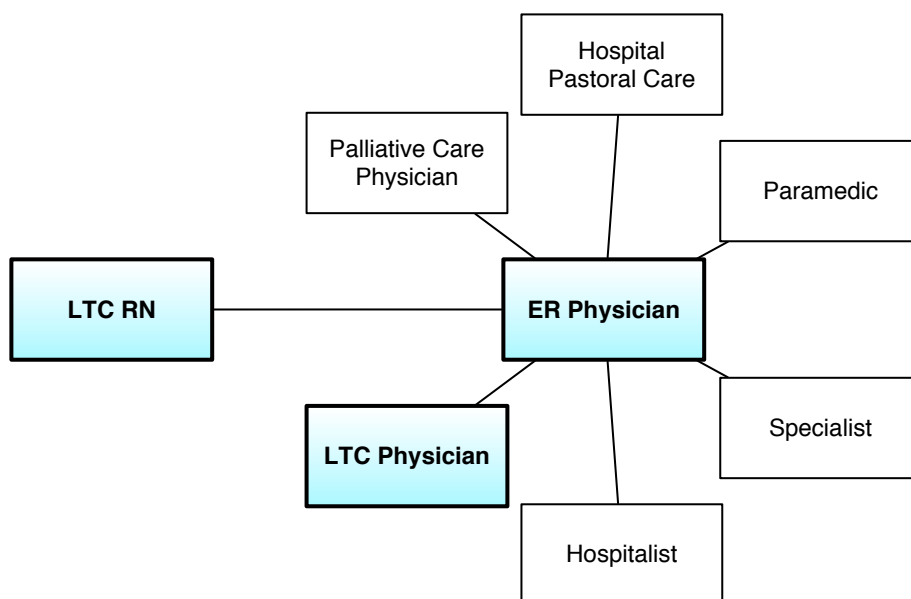 Hospital
Pastoral Care
Palliative Care
Physician
Paramedic
LTC RN
ER Physician
Specialist
LTC Physician
Hospitalist